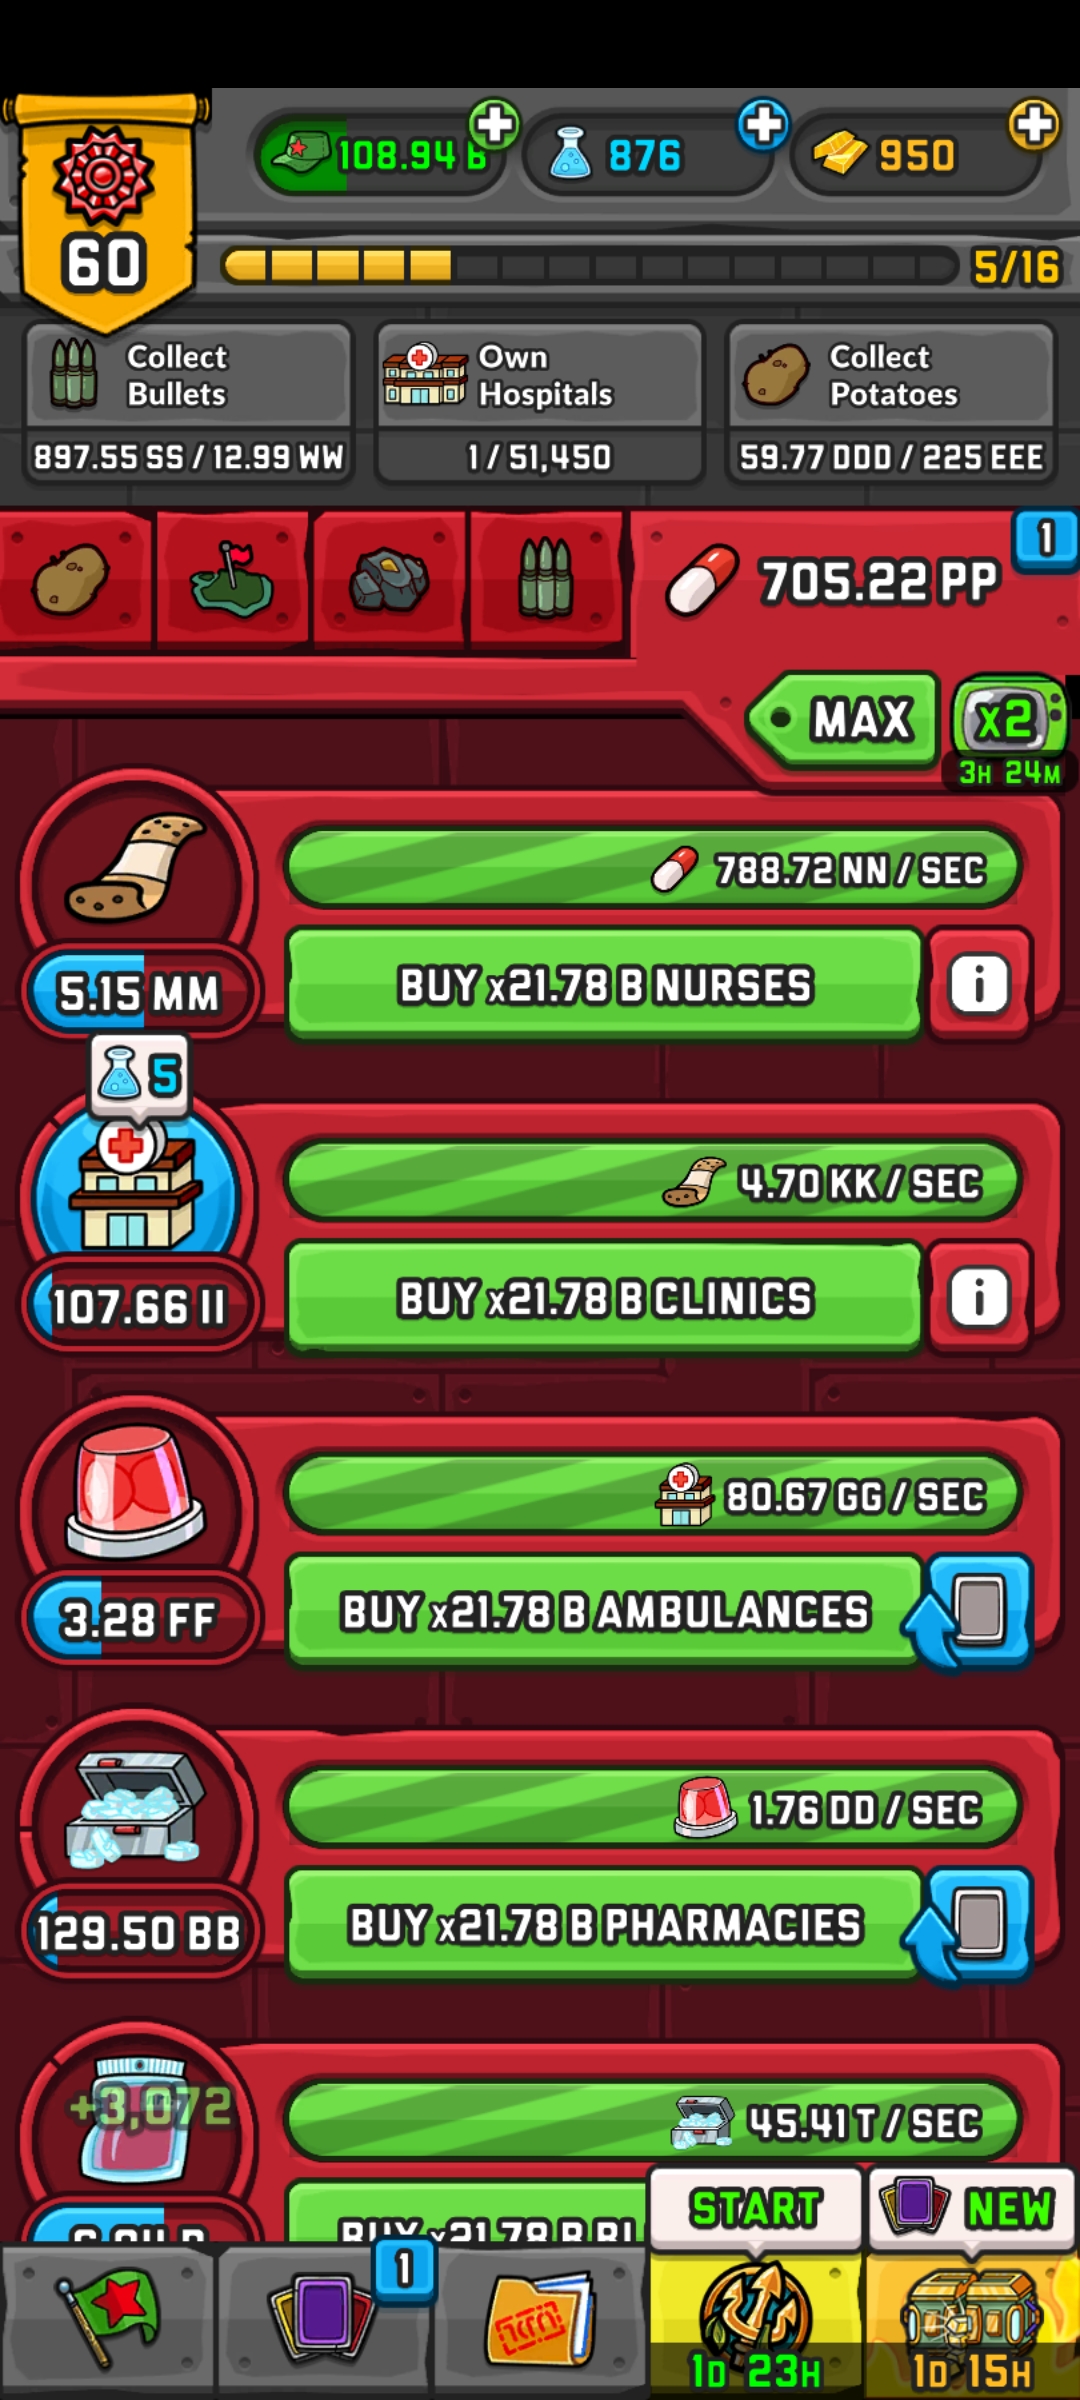 60
108.94 B
876
950
5/16
Collect
Bullets
897.55 SS / 12.99 WW
Own
Hospitals
1 / 51,450
Collect
Potatoes
59.77 DDD / 225 EEE
705.22 PP
1
MAX
x2
3H 24M
788.72 NN / SEC
5.15 MM
BUY x21.78 B NURSES
i
5
4.70 KK / SEC
107.66 II
BUY x21.78 B CLINICS
i
80.67 GG / SEC
3.28 FF
BUY x21.78 B AMBULANCES
1.76 DD / SEC
129.50 BB
BUY x21.78 B PHARMACIES
+3,072
45.41 T / SEC
BUY x21.78 B
START
NEW
1
1D 23H
1D 15H